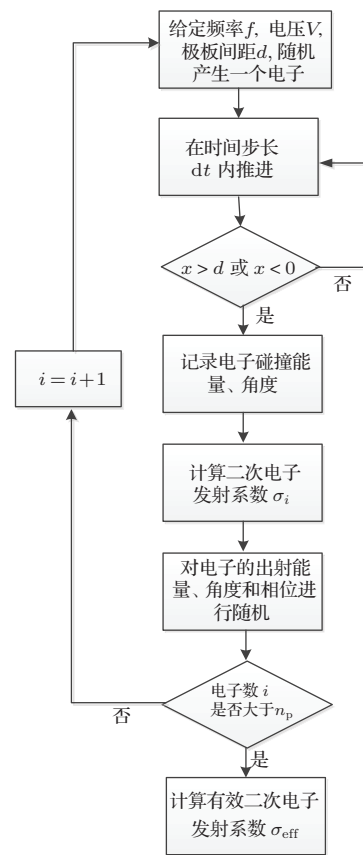 给定频率f, 电压V,
极板间距d, 随机
产生一个电子
在时间步长
dt 内推进
x > d 或 x < 0
否
是
记录电子碰撞能
量、角度
i = i+1
计算二次电子
发射系数 σi
对电子的出射能
量、角度和相位进
行随机
电子数 i
是否大于np
否
是
计算有效二次电子
发射系数 σeff